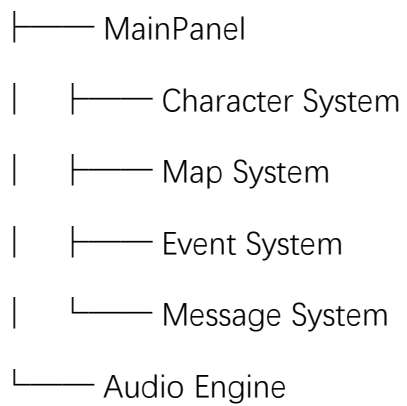 ├── MainPanel
│   ├── Character System
│   ├── Map System
│   ├── Event System
│   └── Message System
└── Audio Engine